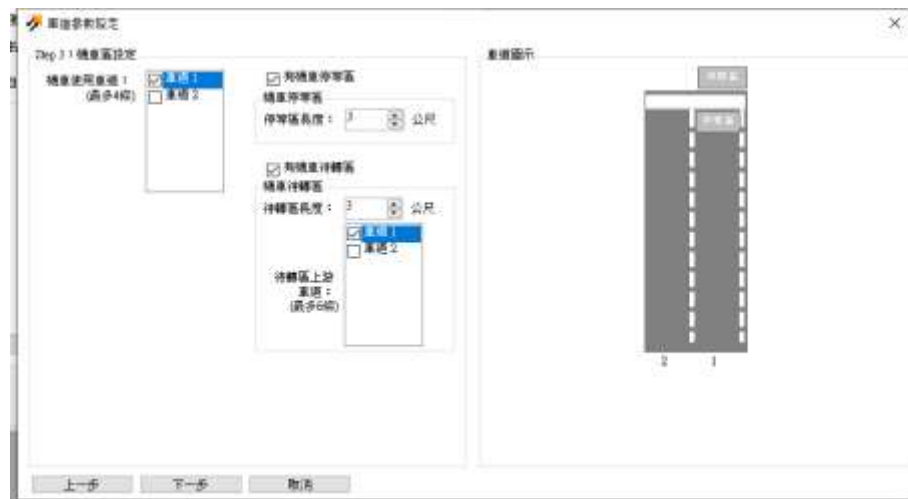 車道參數設定
Step 3：機車區設定
機車使用車道：
(最多4條)
車道1
車道2
有機車停等區
機車停等區
停等區長度： 3 公尺
有機車待轉區
機車待轉區
待轉區長度： 3 公尺
車道1
車道2
待轉區上游
車道：
(最多6條)
車道圖示
停等區
2 1
上一步 下一步 取消